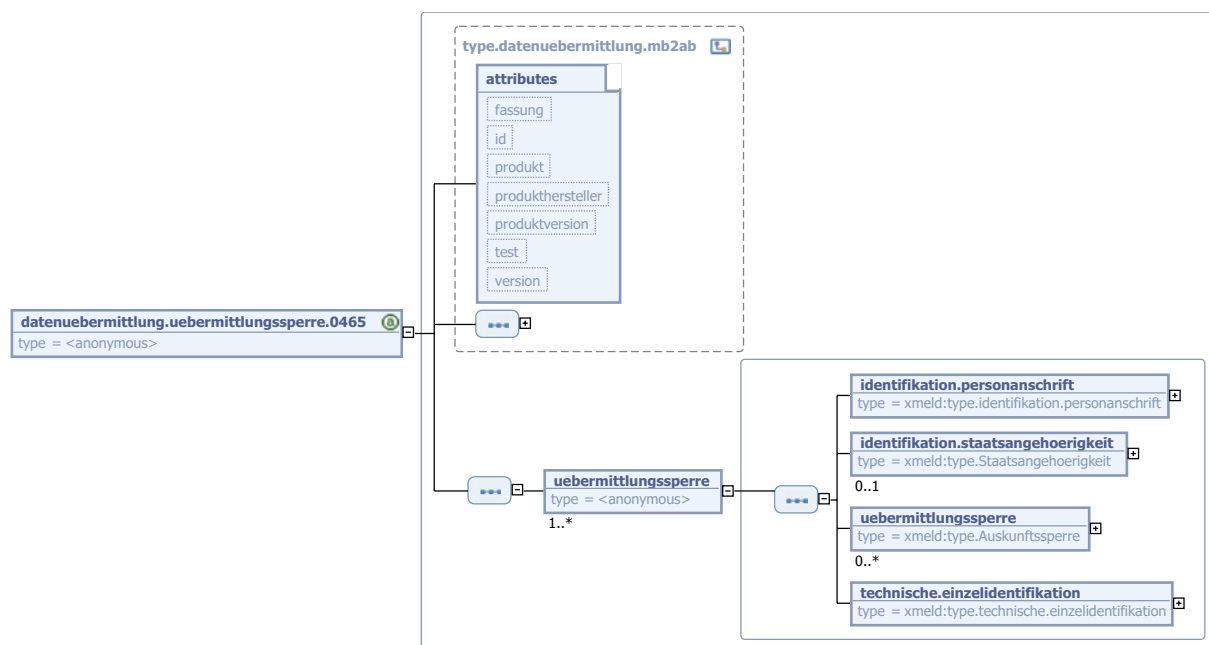 type.datenuebermittlung.mb2ab
attributes
fassung
id
produkt
produkthersteller
produktversion
test
version
datenuebermittlung.uebermittlungssperre.0465 a
type = <anonymous>
uebermittlungssperre
type = <anonymous>
1..*
identifikation.personanschrift
type = xmeld:type.identifikation.personanschrift
identifikation.staatsangehoerigkeit
type = xmeld:type.Staatsangehoerigkeit
0..1
uebermittlungssperre
type = xmeld:type.Auskunftssperre
0..*
technische.einzelidentifikation
type = xmeld:type.technische.einzelidentifikation